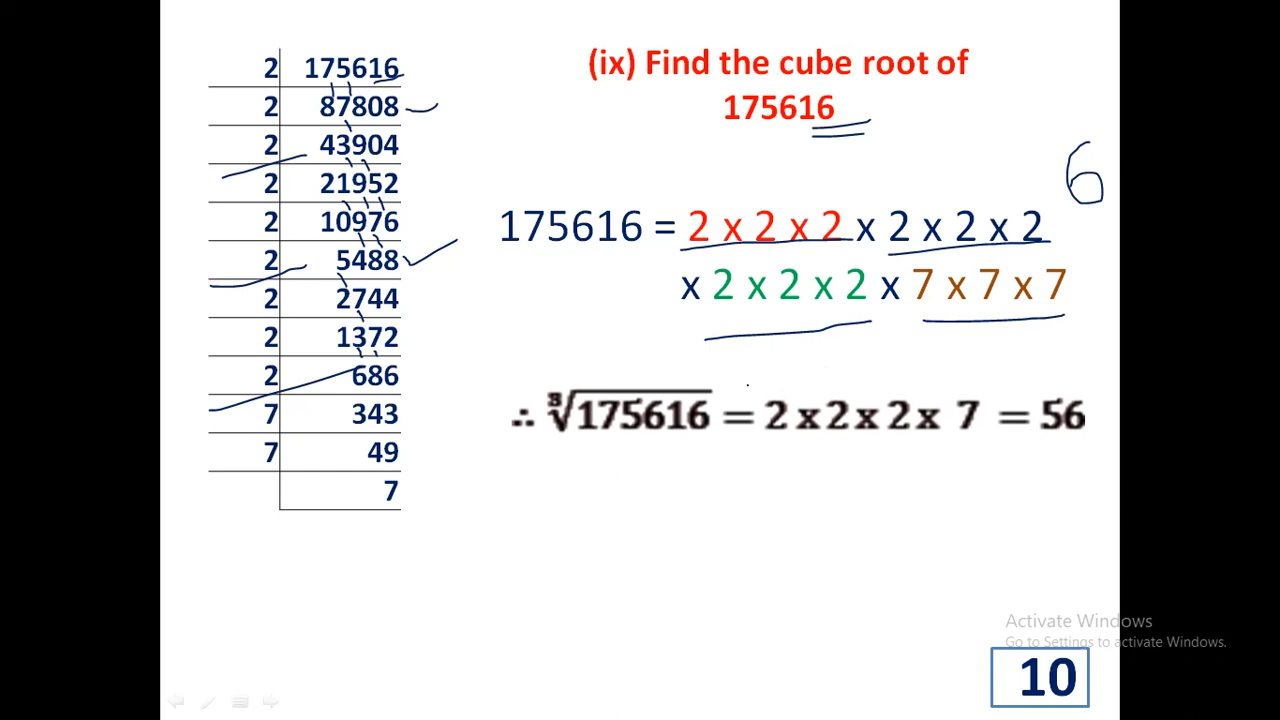 2 175616
2 87808
2 43904
2 21952
2 10976
2 5488
2 2744
2 1372
2 686
7 343
7 49
7
(ix) Find the cube root of
175616
6
175616 = 2 x 2 x 2 x 2 x 2 x 2
x 2 x 2 x 2 x 7 x 7 x 7
∴ ∛175616 = 2 x 2 x 2 x 7 = 56
Activate Windows
Go to Settings to activate Windows.
10